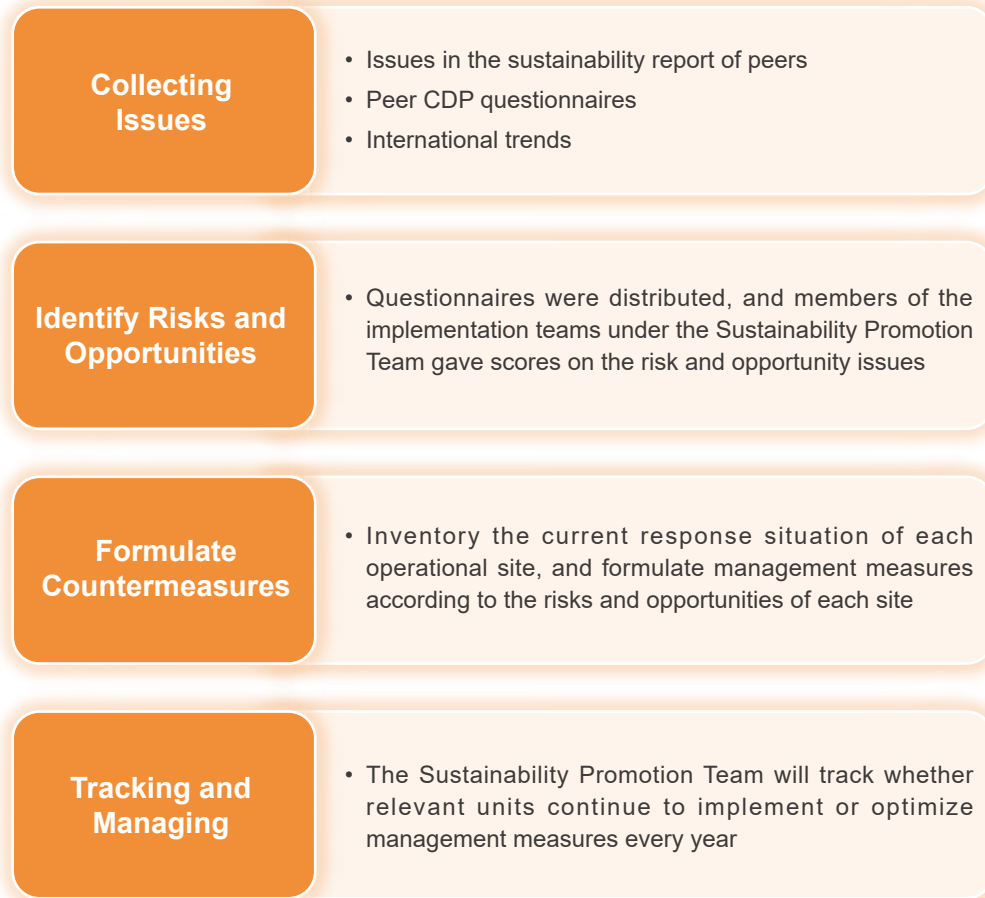 Collecting
Issues
• Issues in the sustainability report of peers
• Peer CDP questionnaires
• International trends
Identify Risks and
Opportunities
• Questionnaires were distributed, and members of the
implementation teams under the Sustainability Promotion
Team gave scores on the risk and opportunity issues
Formulate
Countermeasures
• Inventory the current response situation of each
operational site, and formulate management measures
according to the risks and opportunities of each site
Tracking and
Managing
• The Sustainability Promotion Team will track whether
relevant units continue to implement or optimize
management measures every year